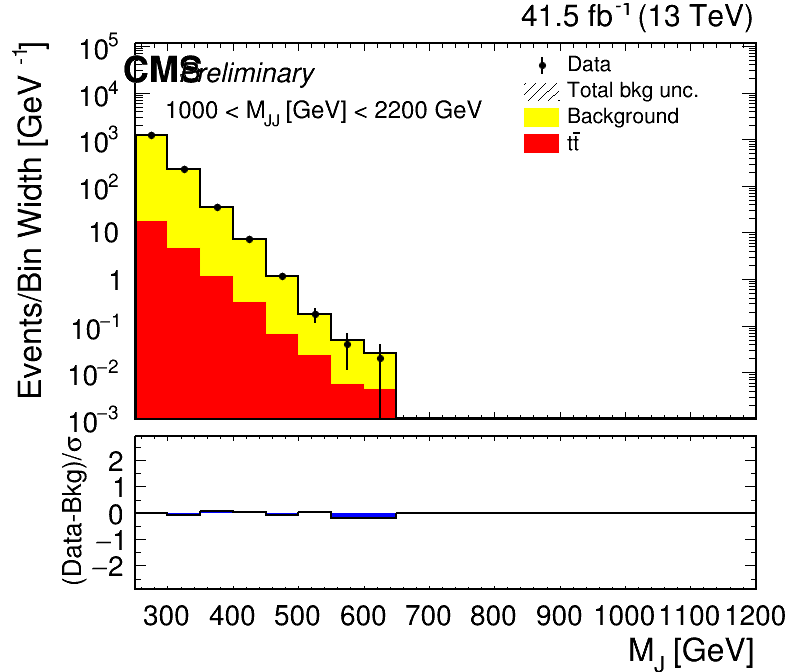 41.5 fb⁻¹ (13 TeV)
CMS Preliminary
1000 < M_JJ [GeV] < 2200 GeV
Data
Total bkg unc.
Background
tt̄
Events/Bin Width [GeV⁻¹]
10⁵
10⁴
10³
10²
10
1
10⁻¹
10⁻²
10⁻³
(Data-Bkg)/σ
2
1
0
−1
−2
300 400 500 600 700 800 900 1000 1100 1200
M_J [GeV]